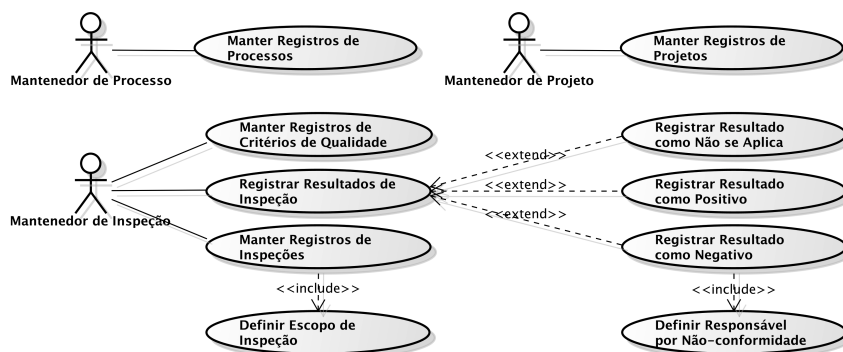 Manter Registros de
Processos
Mantenedor de Processo
Manter Registros de
Projetos
Mantenedor de Projeto
Manter Registros de
Critérios de Qualidade
Registrar Resultado
como Não se Aplica
<<extend>>
Registrar Resultados de
Inspeção
<<extend>>
Registrar Resultado
como Positivo
Mantenedor de Inspeção
<<extend>>
Manter Registros de
Inspeções
Registrar Resultado
como Negativo
<<include>>
<<include>>
Definir Escopo de
Inspeção
Definir Responsável
por Não-conformidade